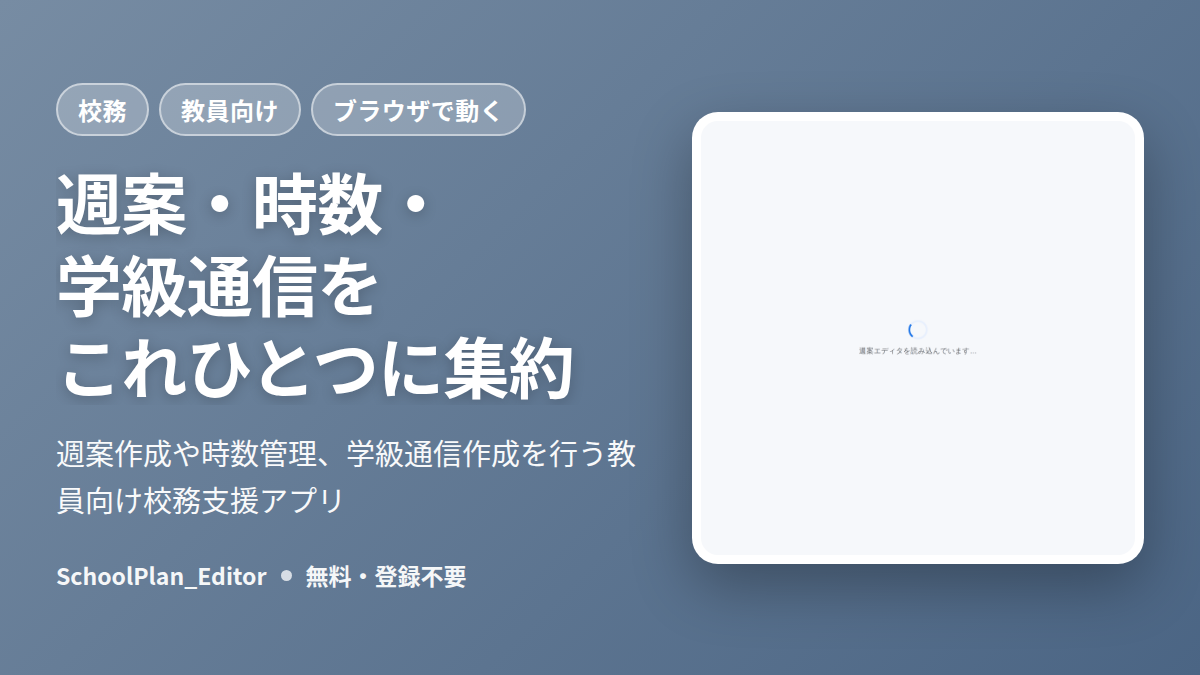 校務 教員向け ブラウザで動く
週案・時数・
学級通信を
これひとつに集約
週案作成や時数管理、学級通信作成を行う教
員向け校務支援アプリ
SchoolPlan_Editor ● 無料・登録不要
週案エディタを読み込んでいます...